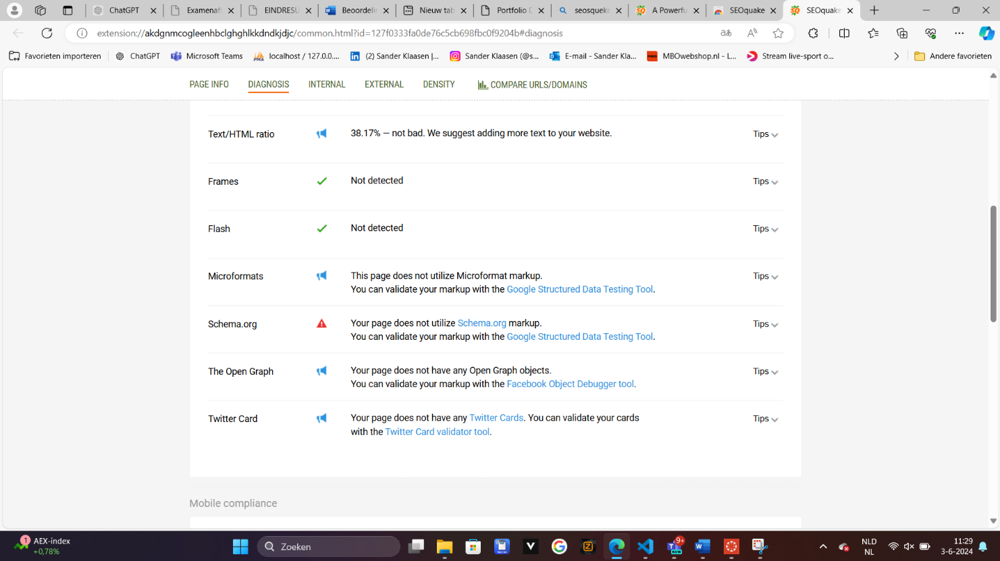 ChatGPT
Examenafs
EINDRESU
Beoordelin
Nieuw tab
Portfolio D
seosqueke
A Powerfu
SEOquake
SEOquake
extension://akdgnmcogleenhbclghghlkkdndkjdjc/common.html?id=127f0333fa0de76c5cb698fbc0f9204b#diagnosis
Favorieten importeren
ChatGPT
Microsoft Teams
localhost / 127.0.0....
(2) Sander Klaasen |...
Sander Klaasen (@s...
E-mail - Sander Kla...
MBOwebshop.nl - L...
Stream live-sport o...
Andere favorieten
PAGE INFO
DIAGNOSIS
INTERNAL
EXTERNAL
DENSITY
COMPARE URLS/DOMAINS
Text/HTML ratio
38.17% — not bad. We suggest adding more text to your website.
Tips
Frames
Not detected
Tips
Flash
Not detected
Tips
Microformats
This page does not utilize Microformat markup.
You can validate your markup with the Google Structured Data Testing Tool.
Tips
Schema.org
Your page does not utilize Schema.org markup.
You can validate your markup with the Google Structured Data Testing Tool.
Tips
The Open Graph
Your page does not have any Open Graph objects.
You can validate your markup with the Facebook Object Debugger tool.
Tips
Twitter Card
Your page does not have any Twitter Cards. You can validate your cards
with the Twitter Card validator tool.
Tips
Mobile compliance
1
AEX-index
+0,78%
Zoeken
9+
NEW
NLD
NL
11:29
3-6-2024